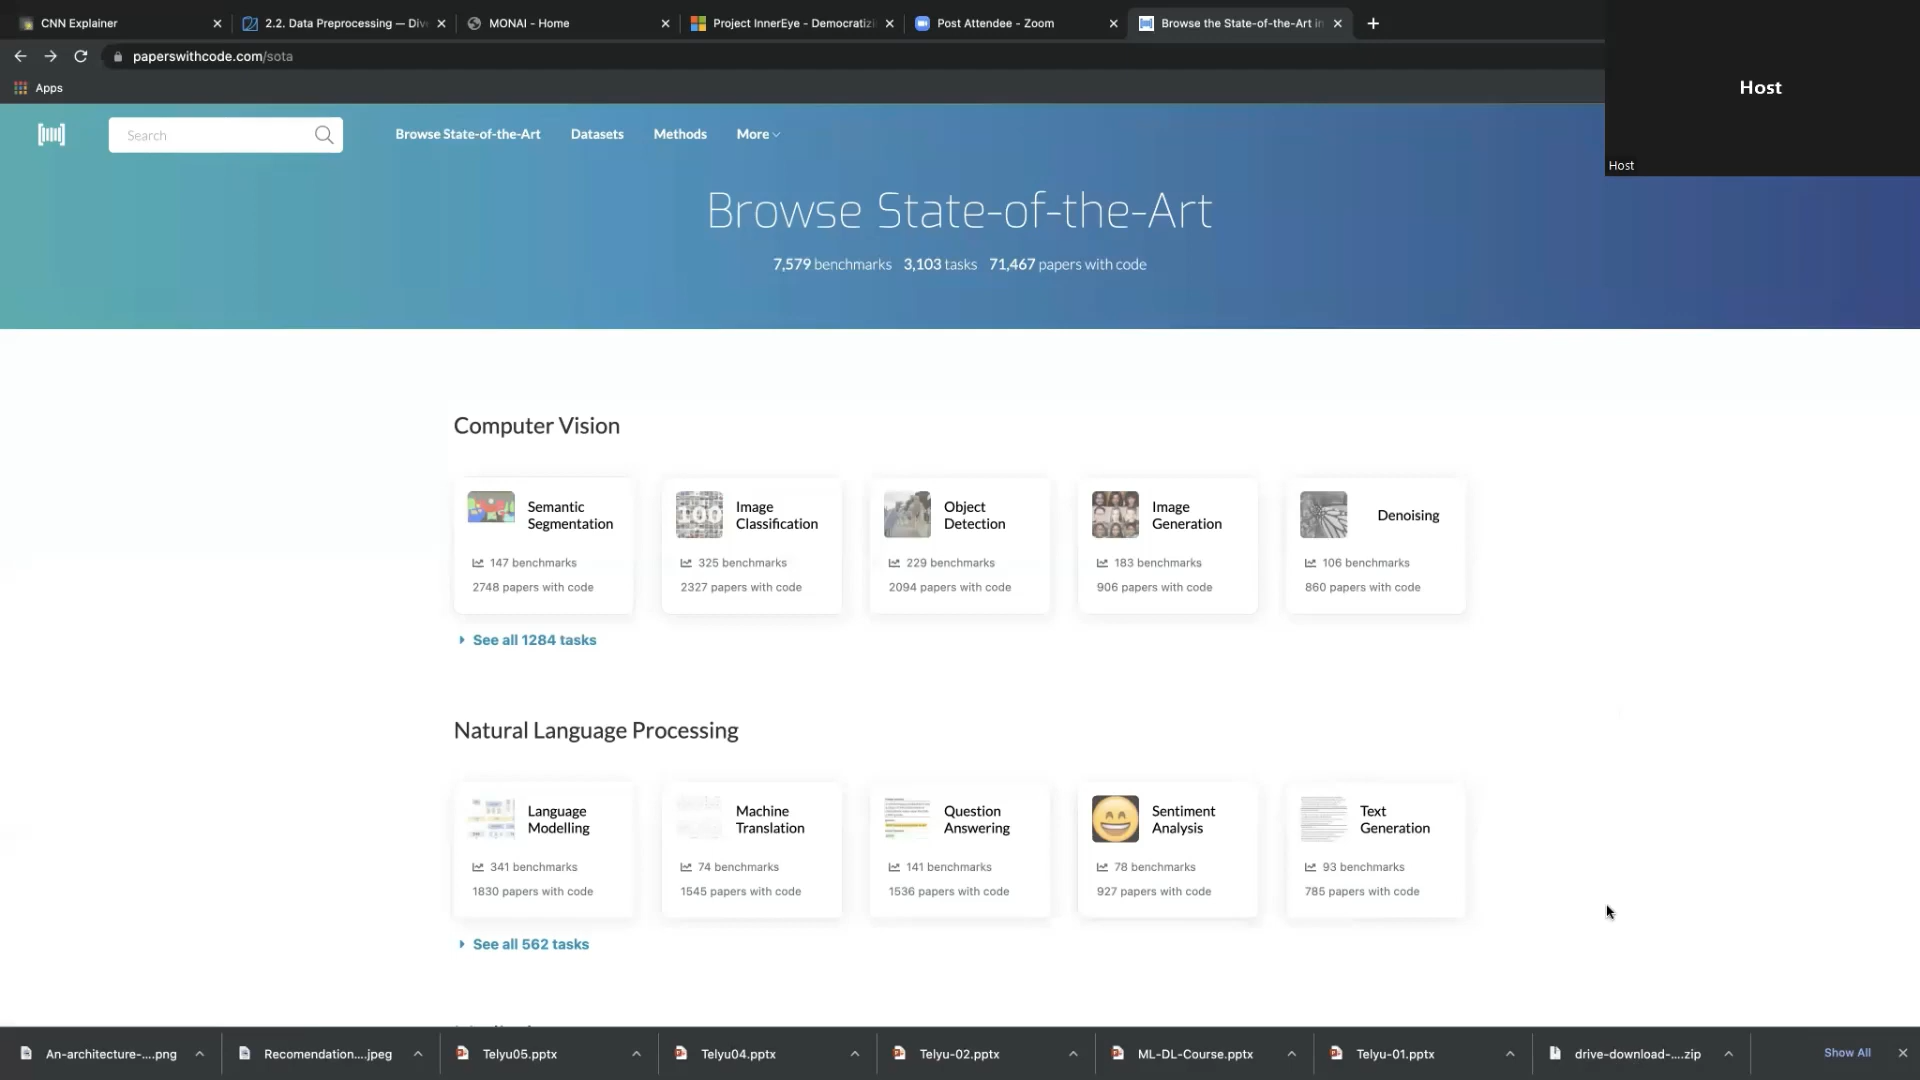 CNN Explainer
2.2. Data Preprocessing — Div
MONAI - Home
Project InnerEye - Democratizi
Post Attendee - Zoom
Browse the State-of-the-Art in
paperswithcode.com/sota
Apps
Host
Host
Search
Browse State-of-the-Art
Datasets
Methods
More
Browse State-of-the-Art
7,579 benchmarks 3,103 tasks 71,467 papers with code
Computer Vision
Semantic
Segmentation
147 benchmarks
2748 papers with code
Image
Classification
325 benchmarks
2327 papers with code
Object
Detection
229 benchmarks
2094 papers with code
Image
Generation
183 benchmarks
906 papers with code
Denoising
106 benchmarks
860 papers with code
See all 1284 tasks
Natural Language Processing
Language
Modelling
341 benchmarks
1830 papers with code
Machine
Translation
74 benchmarks
1545 papers with code
Question
Answering
141 benchmarks
1536 papers with code
Sentiment
Analysis
78 benchmarks
927 papers with code
Text
Generation
93 benchmarks
785 papers with code
See all 562 tasks
An-architecture-....png
Recomendation....jpeg
Telyu05.pptx
Telyu04.pptx
Telyu-02.pptx
ML-DL-Course.pptx
Telyu-01.pptx
drive-download-....zip
Show All